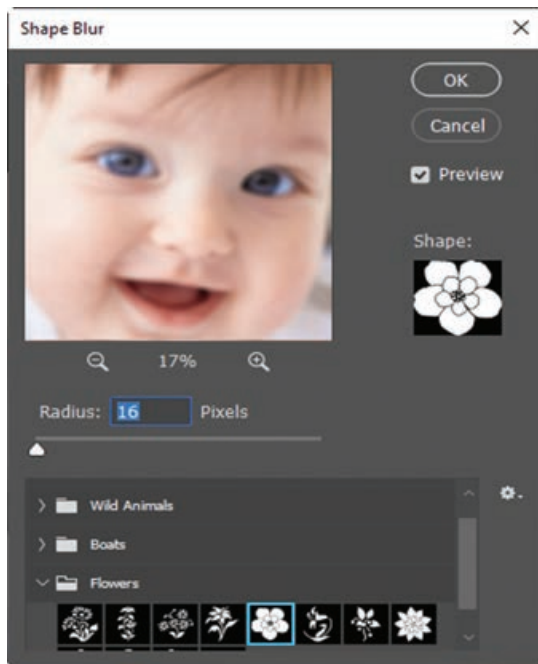 Shape Blur
OK
Cancel
Preview
Shape:
17%
Radius: 16 Pixels
Wild Animals
Boats
Flowers